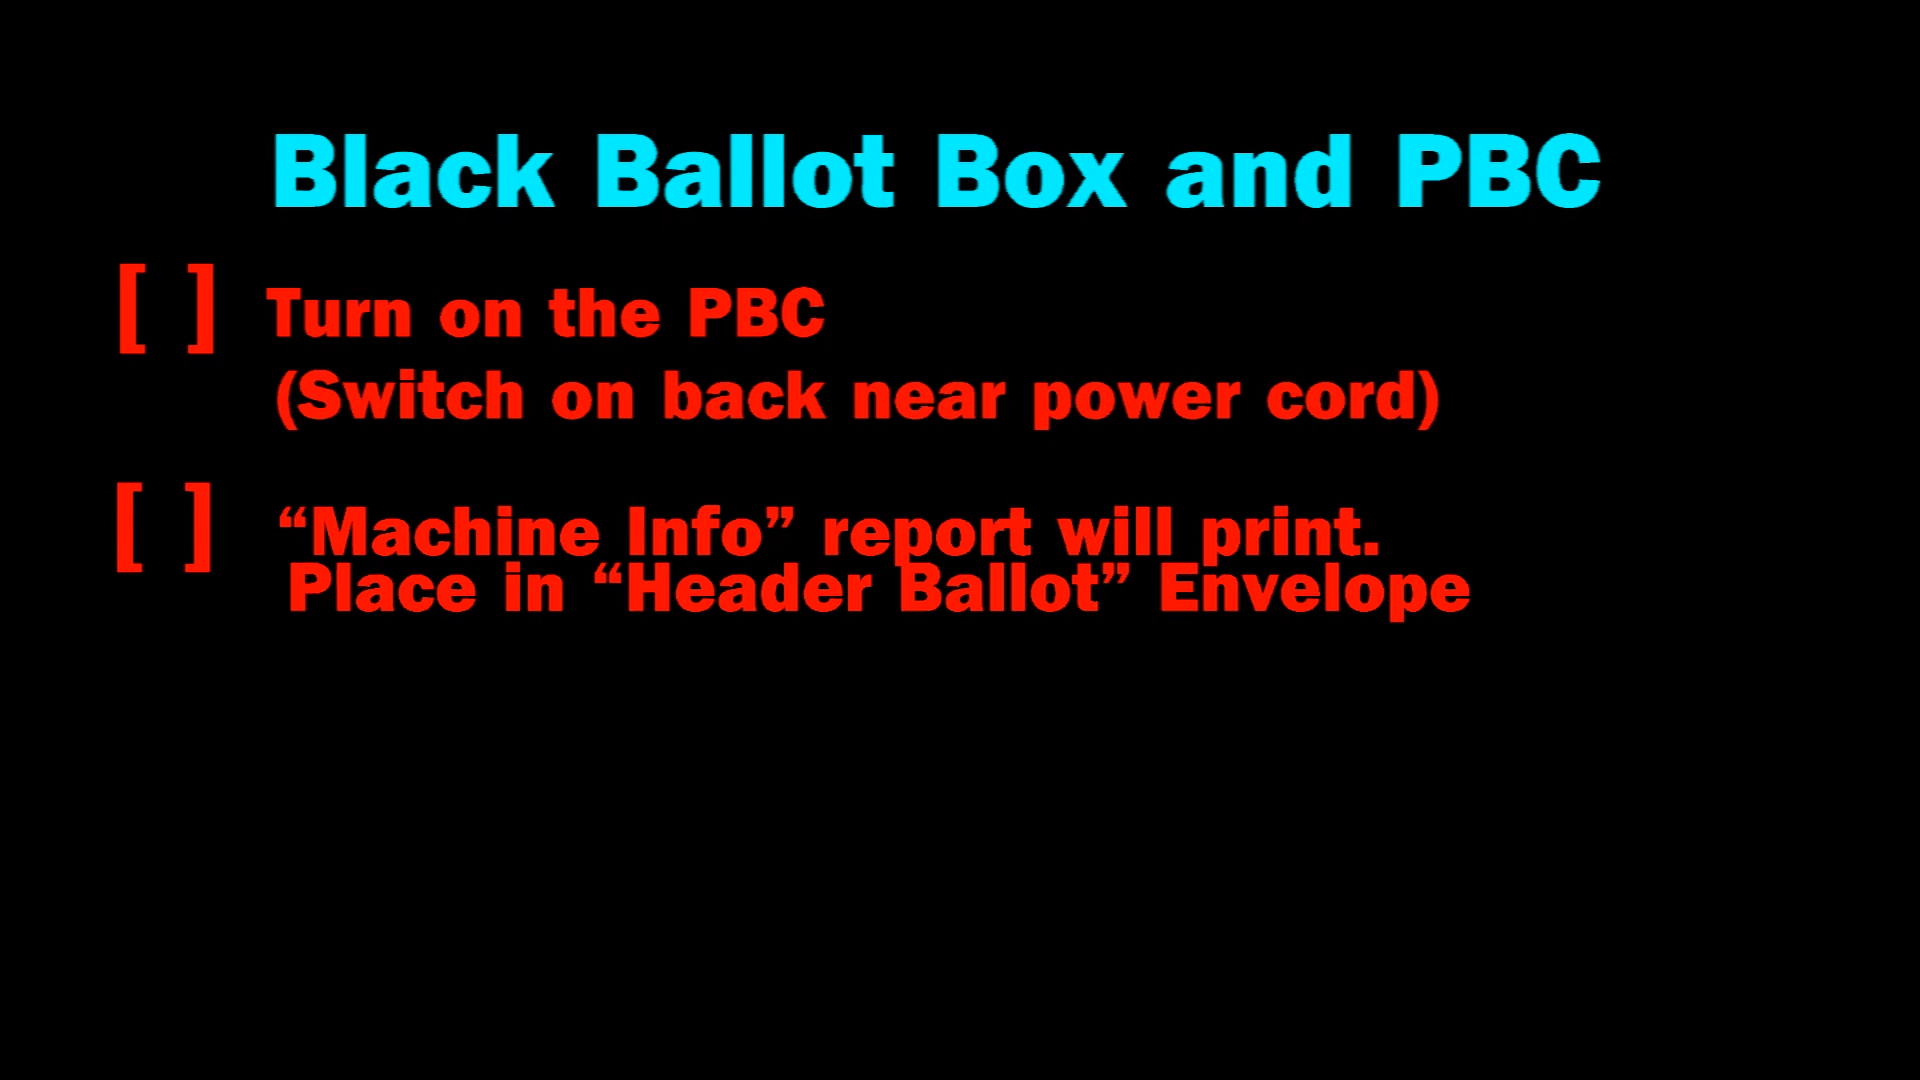 Black Ballot Box and PBC
[ ] Turn on the PBC
(Switch on back near power cord)
[ ] “Machine Info” report will print.
Place in “Header Ballot” Envelope